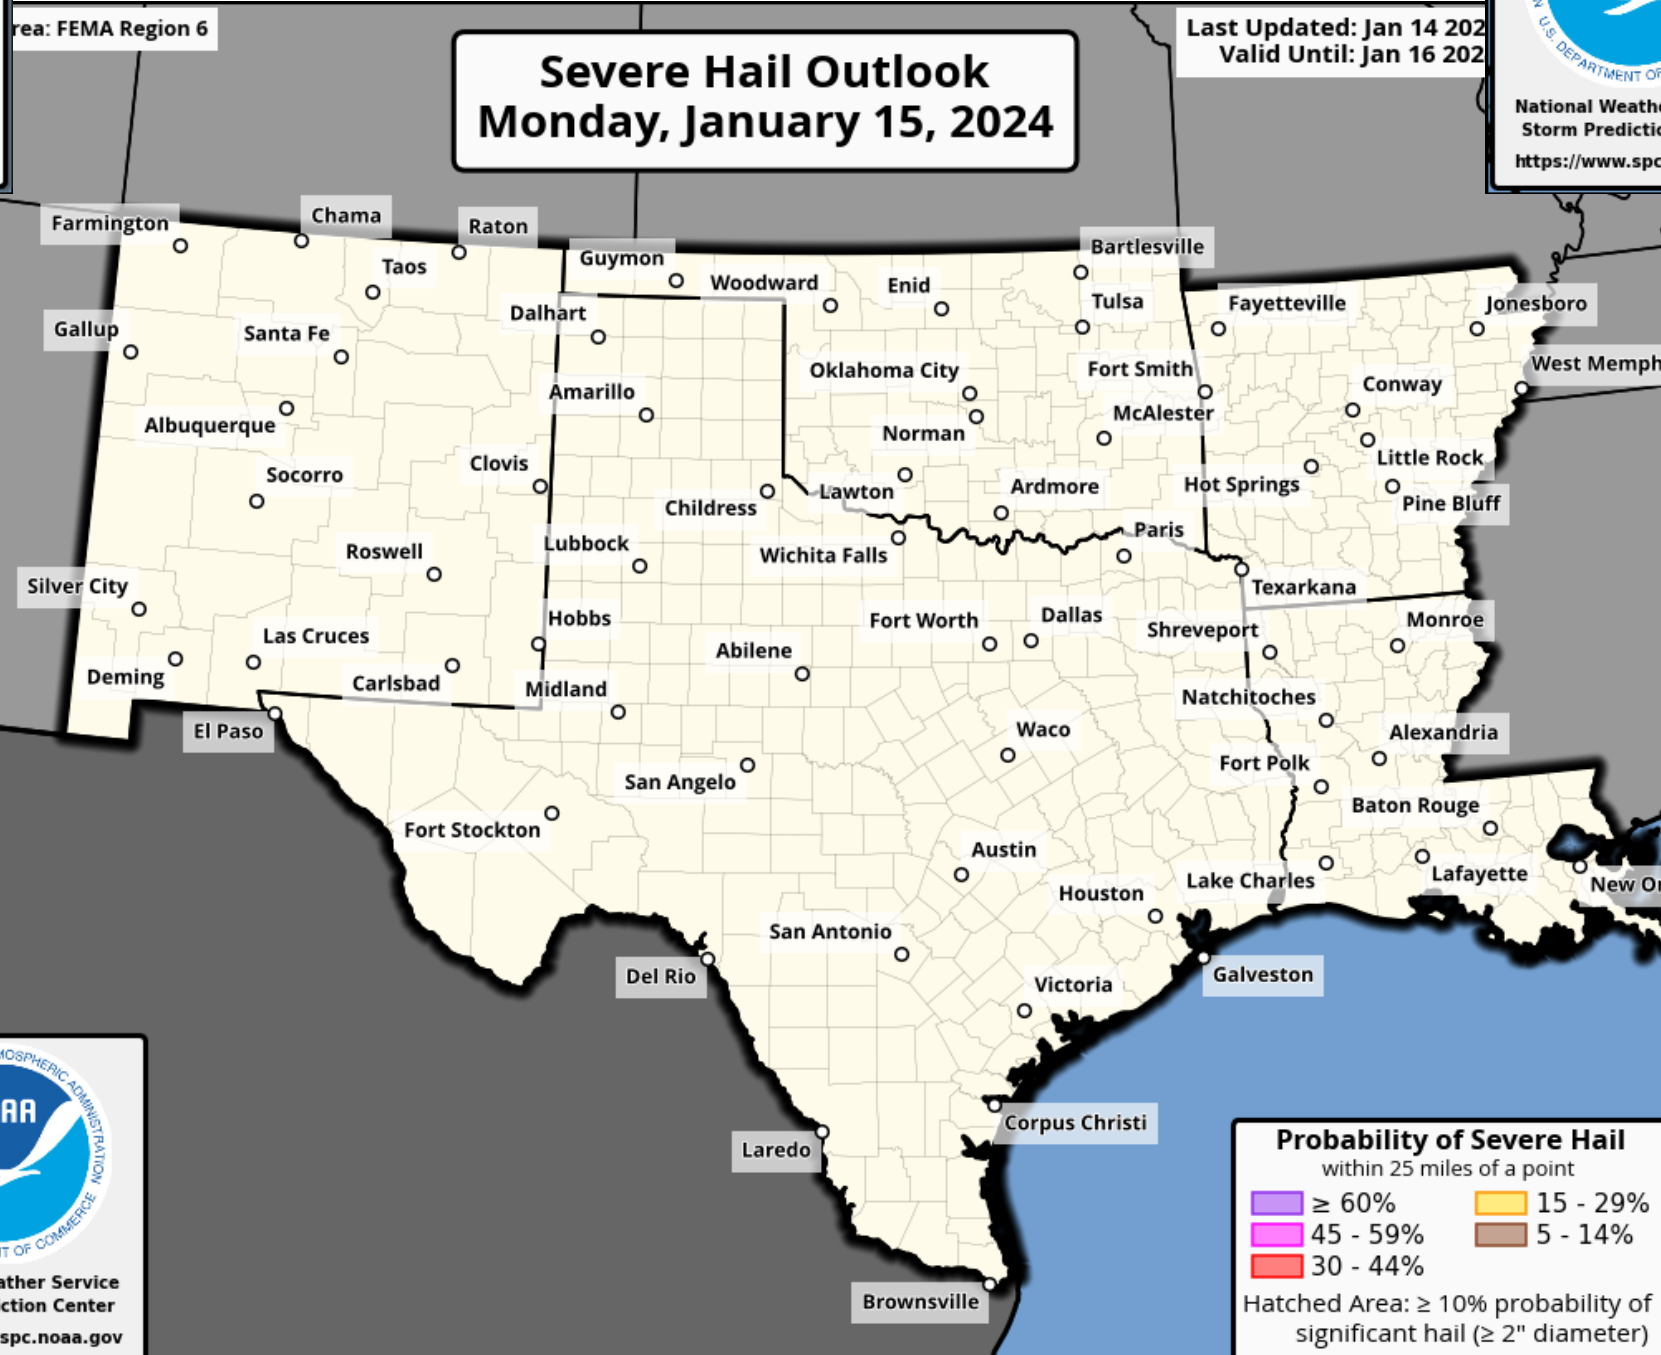 rea: FEMA Region 6
Severe Hail Outlook
Monday, January 15, 2024
Last Updated: Jan 14 202
Valid Until: Jan 16 202
U.S. DEPARTMENT OF
National Weathe
Storm Predictio
https://www.spc
Farmington
Chama
Raton
Taos
Guymon
Woodward
Enid
Bartlesville
Tulsa
Fayetteville
Jonesboro
Gallup
Santa Fe
Dalhart
Oklahoma City
Fort Smith
West Memph
Conway
Amarillo
Albuquerque
Norman
McAlester
Little Rock
Socorro
Clovis
Childress
Lawton
Ardmore
Hot Springs
Pine Bluff
Roswell
Lubbock
Wichita Falls
Paris
Silver City
Texarkana
Las Cruces
Hobbs
Fort Worth
Dallas
Shreveport
Monroe
Deming
Carlsbad
Midland
Abilene
Natchitoches
El Paso
Waco
Alexandria
San Angelo
Fort Polk
Fort Stockton
Baton Rouge
Austin
Houston
Lake Charles
Lafayette
New Or
San Antonio
Del Rio
Victoria
Galveston
Corpus Christi
Laredo
Brownsville
MOSPHERIC ADMINISTRATION
AA
T OF COMMERCE
ather Service
ction Center
spc.noaa.gov
Probability of Severe Hail
within 25 miles of a point
≥ 60%
15 - 29%
45 - 59%
5 - 14%
30 - 44%
Hatched Area: ≥ 10% probability of
significant hail (≥ 2" diameter)